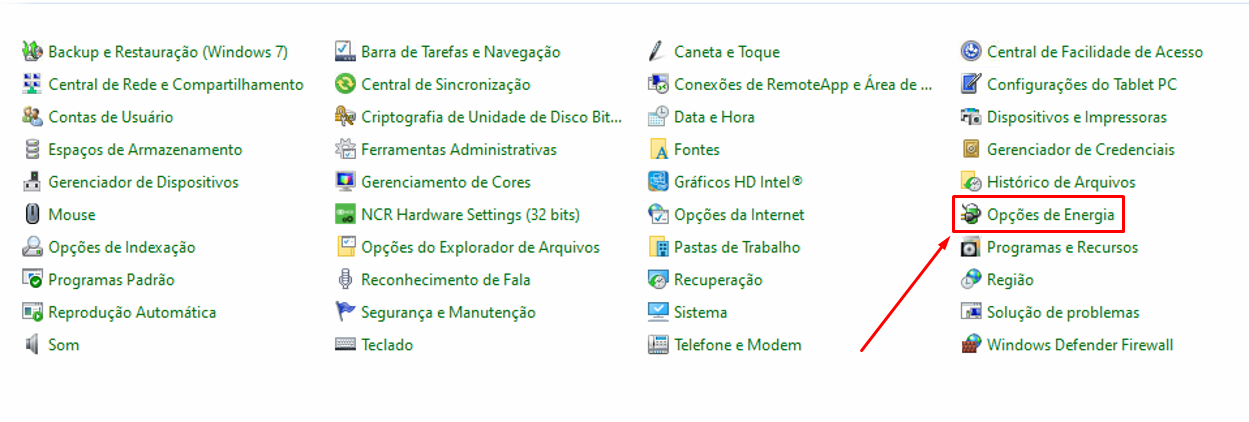 Backup e Restauração (Windows 7)
Barra de Tarefas e Navegação
Caneta e Toque
Central de Facilidade de Acesso
Central de Rede e Compartilhamento
Central de Sincronização
Conexões de RemoteApp e Área de ...
Configurações do Tablet PC
Contas de Usuário
Criptografia de Unidade de Disco Bit...
Data e Hora
Dispositivos e Impressoras
Espaços de Armazenamento
Ferramentas Administrativas
Fontes
Gerenciador de Credenciais
Gerenciador de Dispositivos
Gerenciamento de Cores
Gráficos HD Intel®
Histórico de Arquivos
Mouse
NCR Hardware Settings (32 bits)
Opções da Internet
Opções de Energia
Opções de Indexação
Opções do Explorador de Arquivos
Pastas de Trabalho
Programas e Recursos
Programas Padrão
Reconhecimento de Fala
Recuperação
Região
Reprodução Automática
Segurança e Manutenção
Sistema
Solução de problemas
Som
Teclado
Telefone e Modem
Windows Defender Firewall